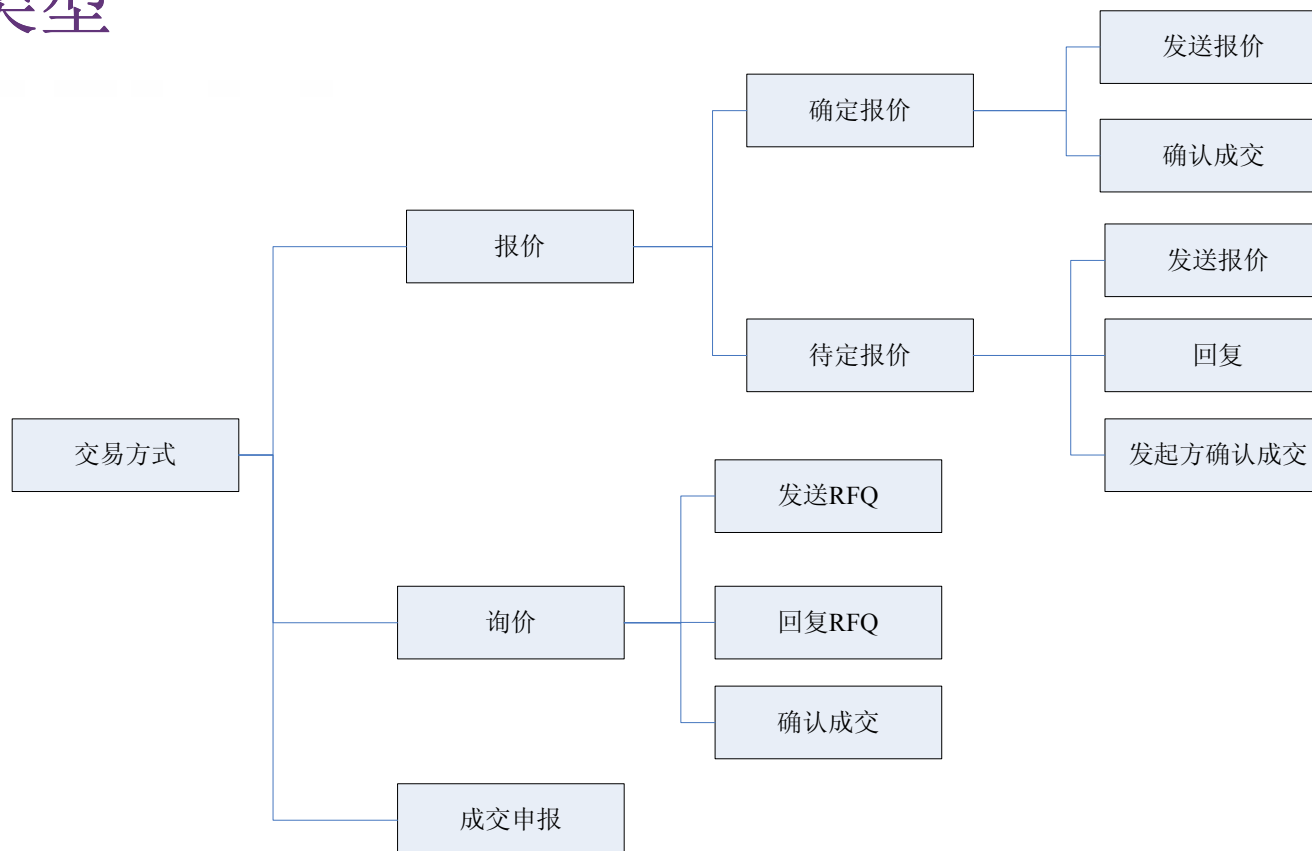 类型
发送报价
确定报价
确认成交
报价
发送报价
待定报价
回复
交易方式
发起方确认成交
发送RFQ
询价
回复RFQ
确认成交
成交申报